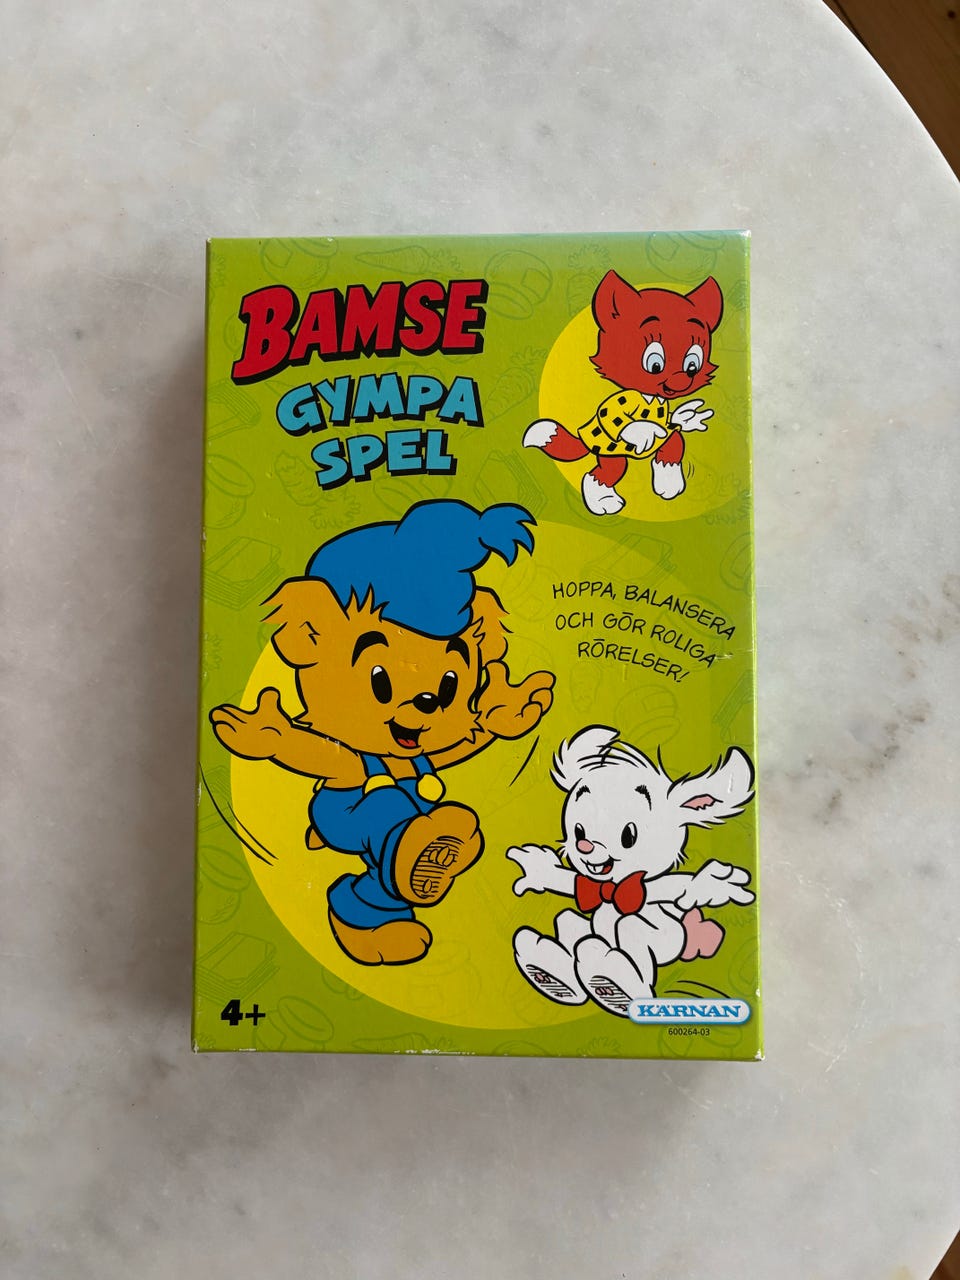 BAMSE
GYMPA
SPEL
HOPPA, BALANSERA
OCH GÖR ROLIGA
RÖRELSER!
4+
KÄRNAN
600264-03